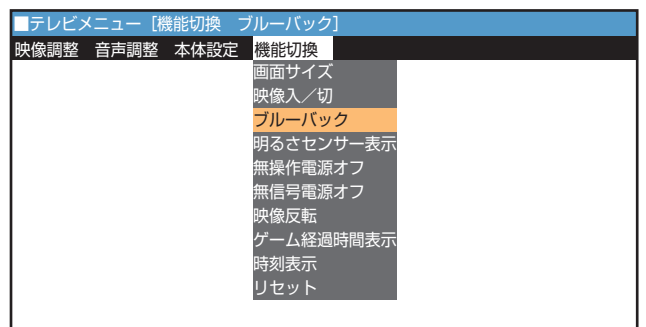 ■テレビメニュー［機能切換　ブルーバック］
映像調整　音声調整　本体設定　機能切換
画面サイズ
映像入／切
ブルーバック
明るさセンサー表示
無操作電源オフ
無信号電源オフ
映像反転
ゲーム経過時間表示
時刻表示
リセット